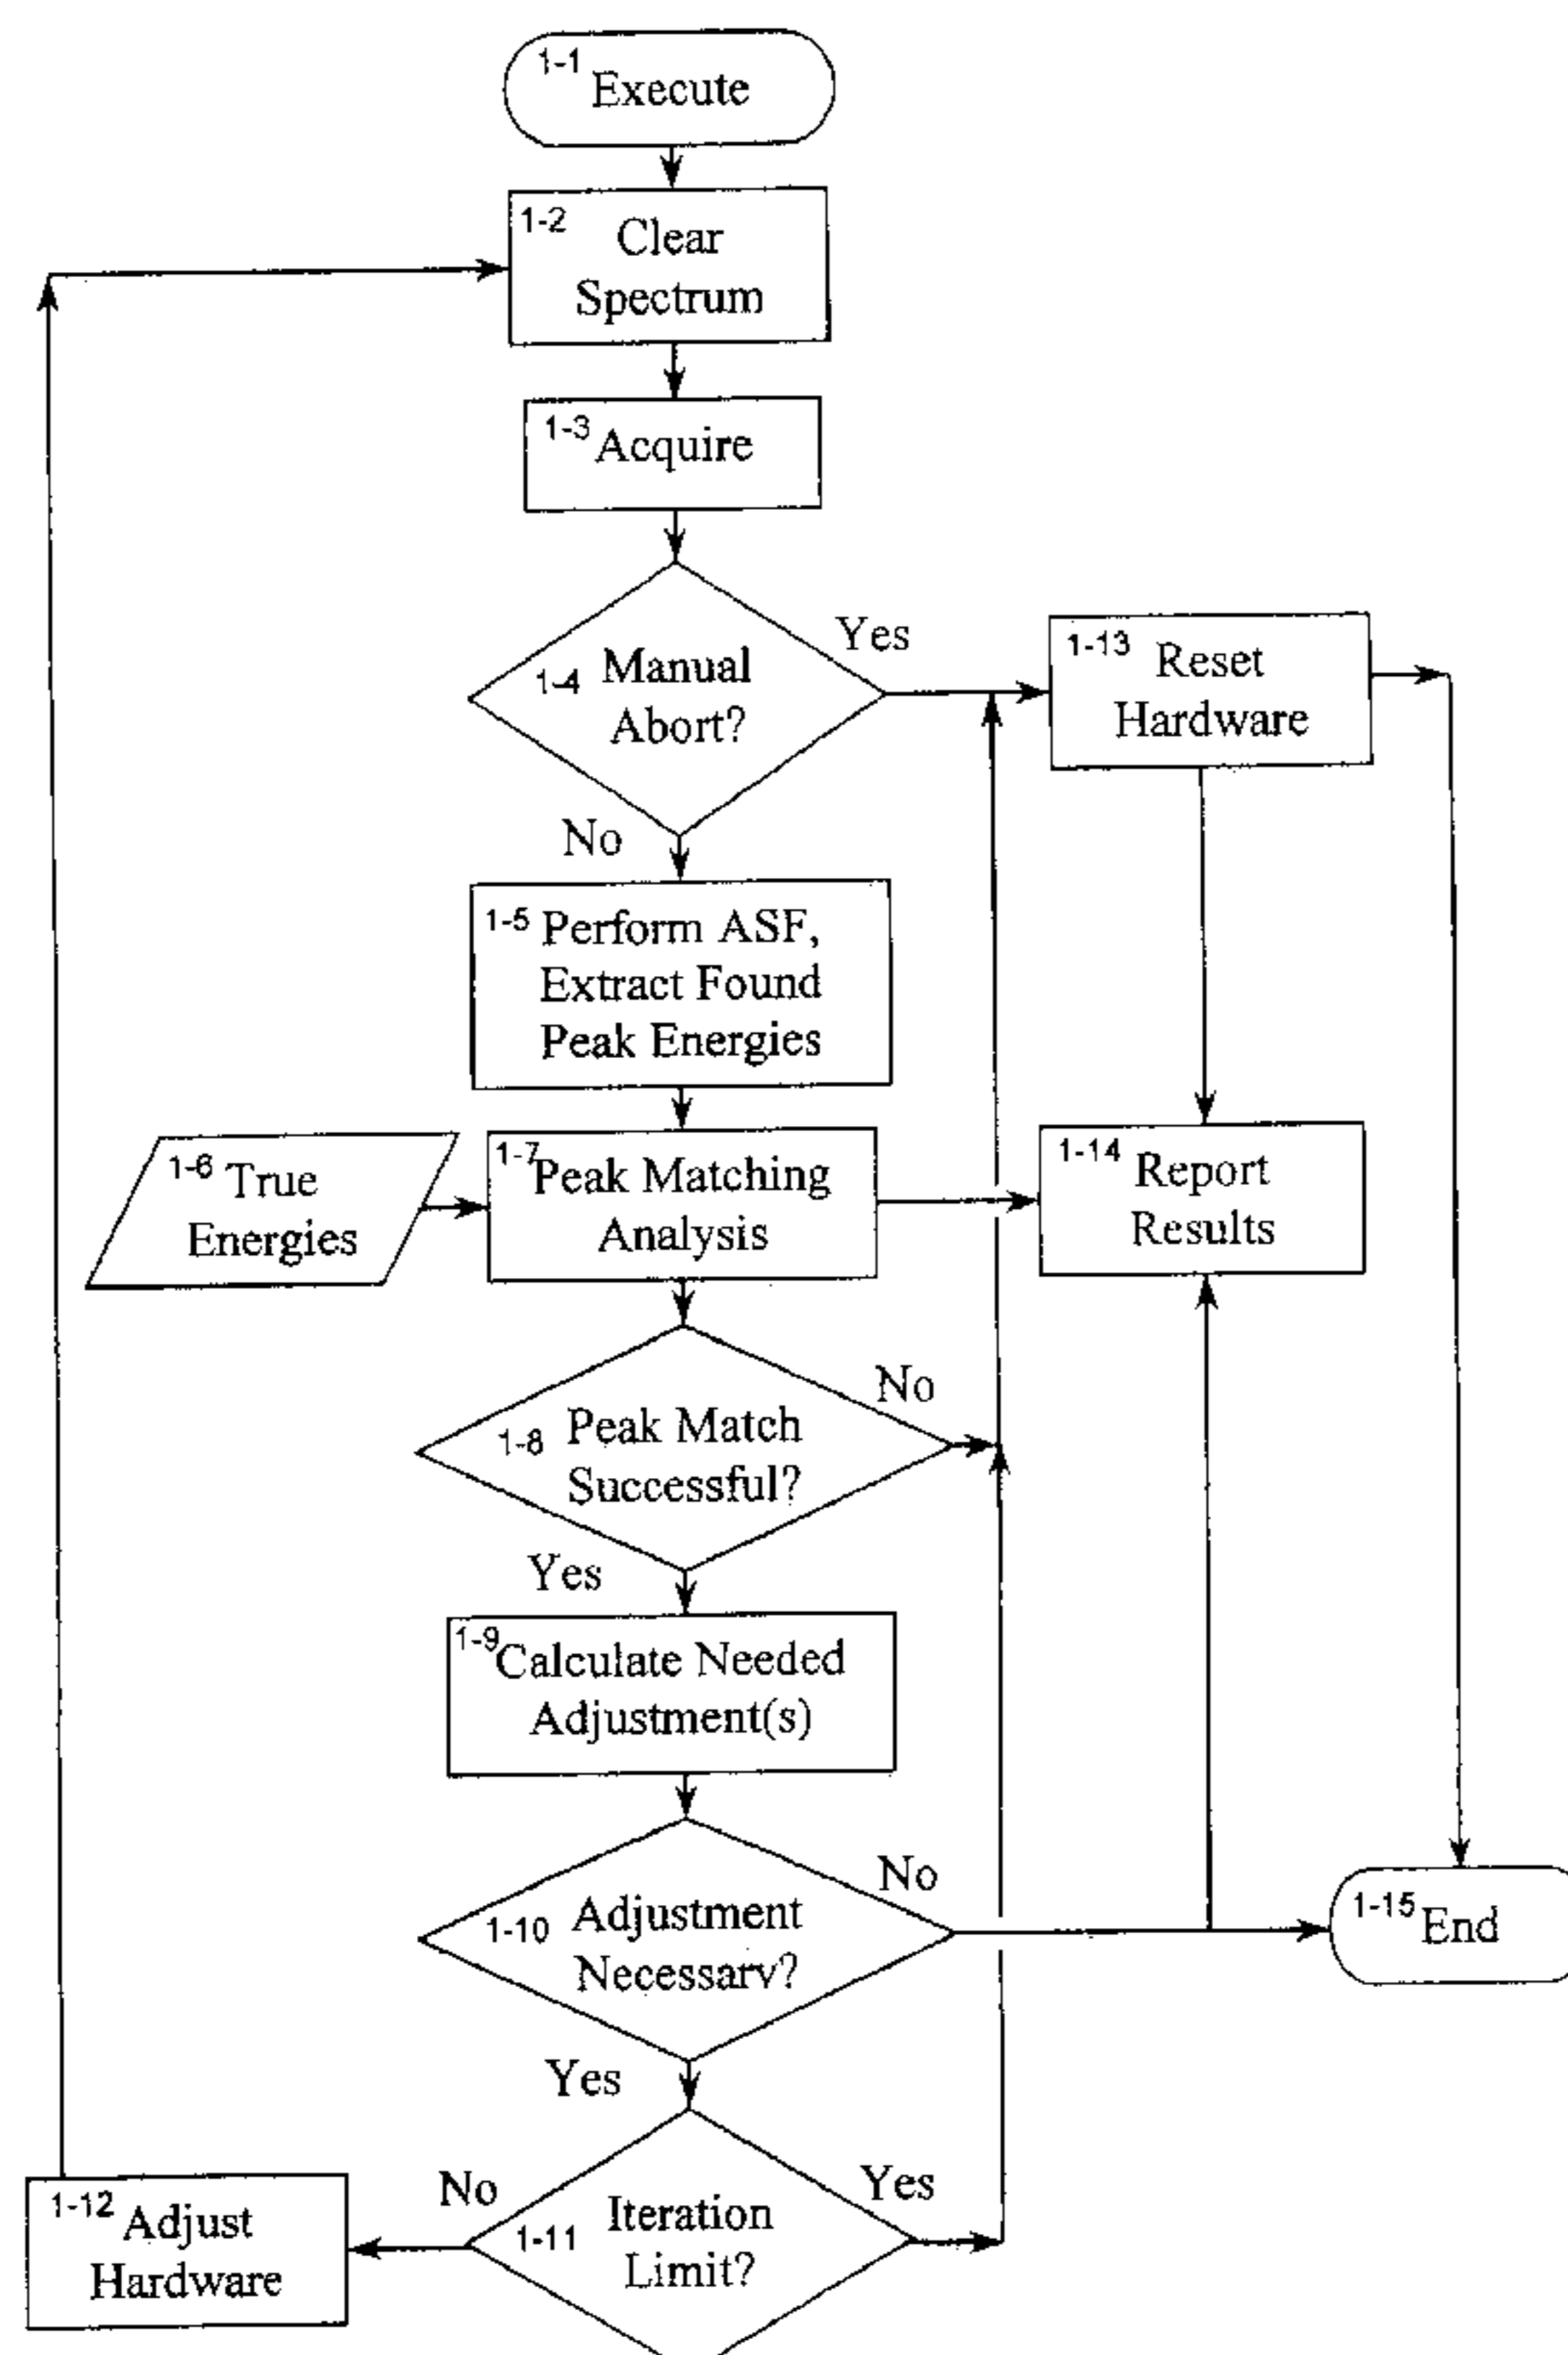 1-1 Execute
1-2 Clear
Spectrum
1-3 Acquire
1-4 Manual
Abort?
Yes
No
1-13 Reset
Hardware
1-5 Perform ASF,
Extract Found
Peak Energies
1-6 True
Energies
1-7 Peak Matching
Analysis
1-14 Report
Results
1-8 Peak Match
Successful?
No
Yes
1-9 Calculate Needed
Adjustment(s)
1-10 Adjustment
Necessary?
No
Yes
1-15 End
1-11 Iteration
Limit?
No
Yes
1-12 Adjust
Hardware